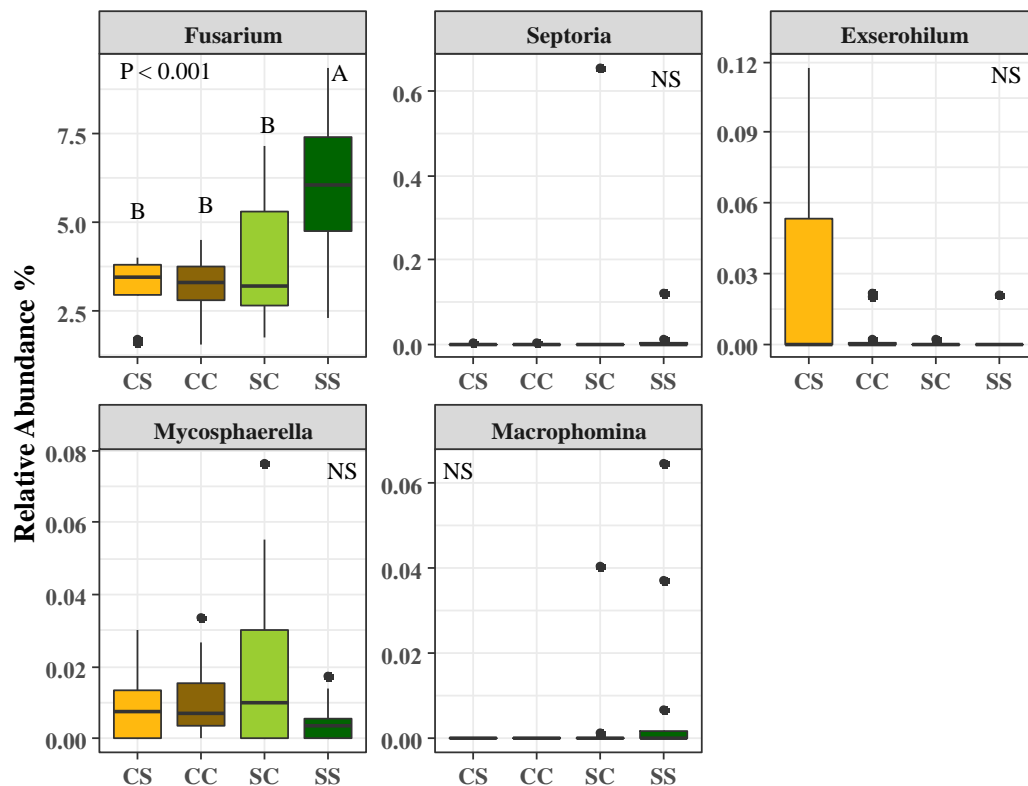 Relative Abundance %
Fusarium
P < 0.001
A
B
B
B
7.5
5.0
2.5
CS CC SC SS
Septoria
NS
0.6
0.4
0.2
0.0
CS CC SC SS
Exserohilum
NS
0.12
0.09
0.06
0.03
0.00
CS CC SC SS
Mycosphaerella
NS
0.08
0.06
0.04
0.02
0.00
CS CC SC SS
Macrophomina
NS
0.06
0.04
0.02
0.00
CS CC SC SS